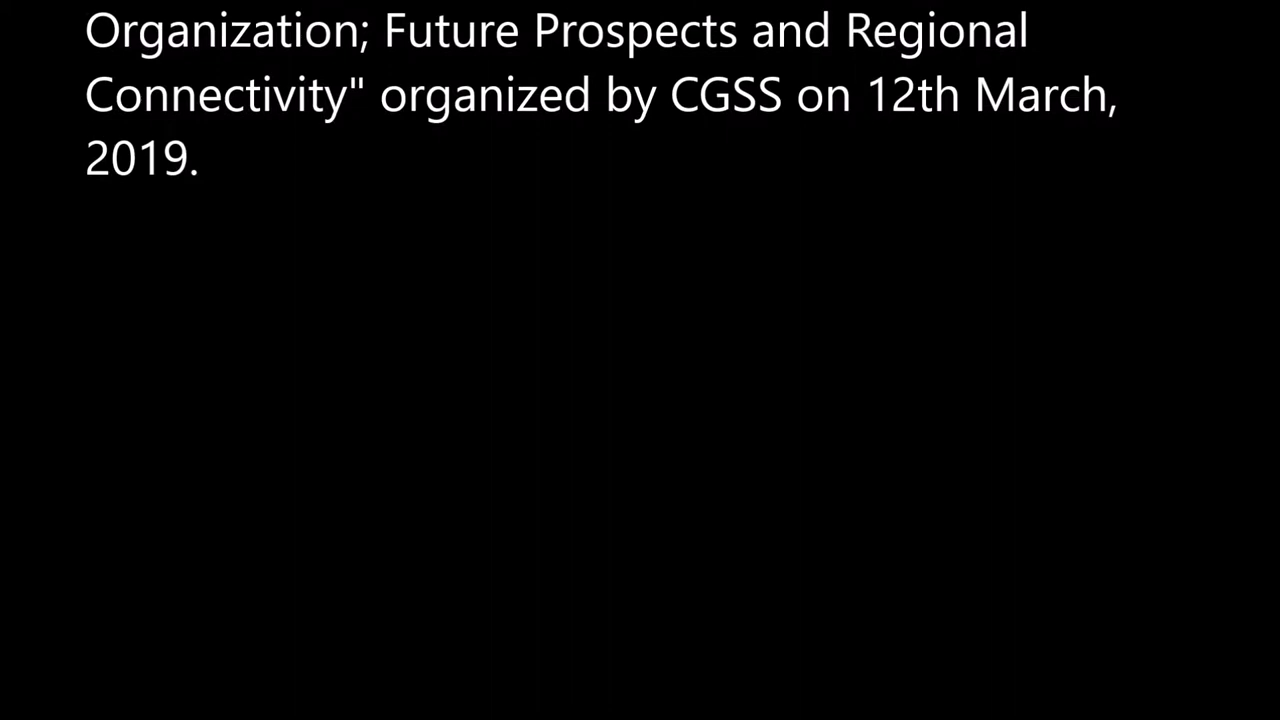 Organization; Future Prospects and Regional
Connectivity" organized by CGSS on 12th March,
2019.